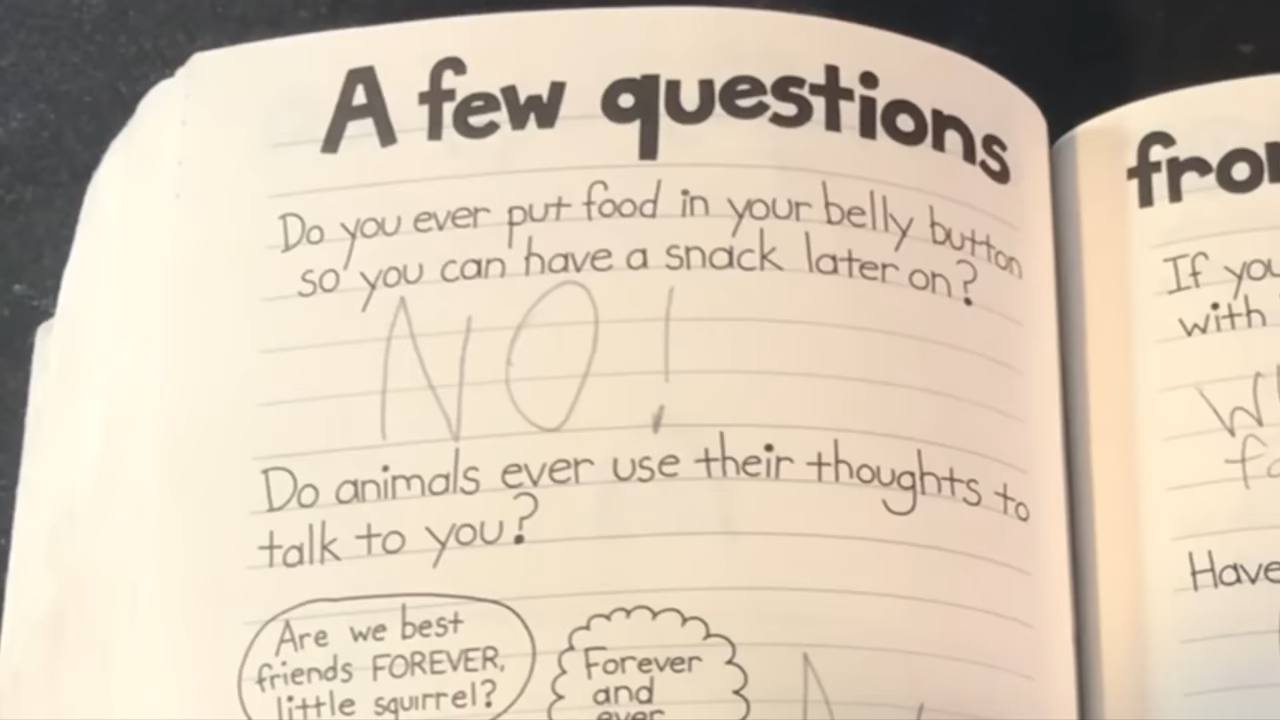 A few questions
Do you ever put food in your belly button
so you can have a snack later on?
NO!
Do animals ever use their thoughts to
talk to you?
Are we best
friends FOREVER,
little squirrel?
Forever
and
ever
If you
with
Have